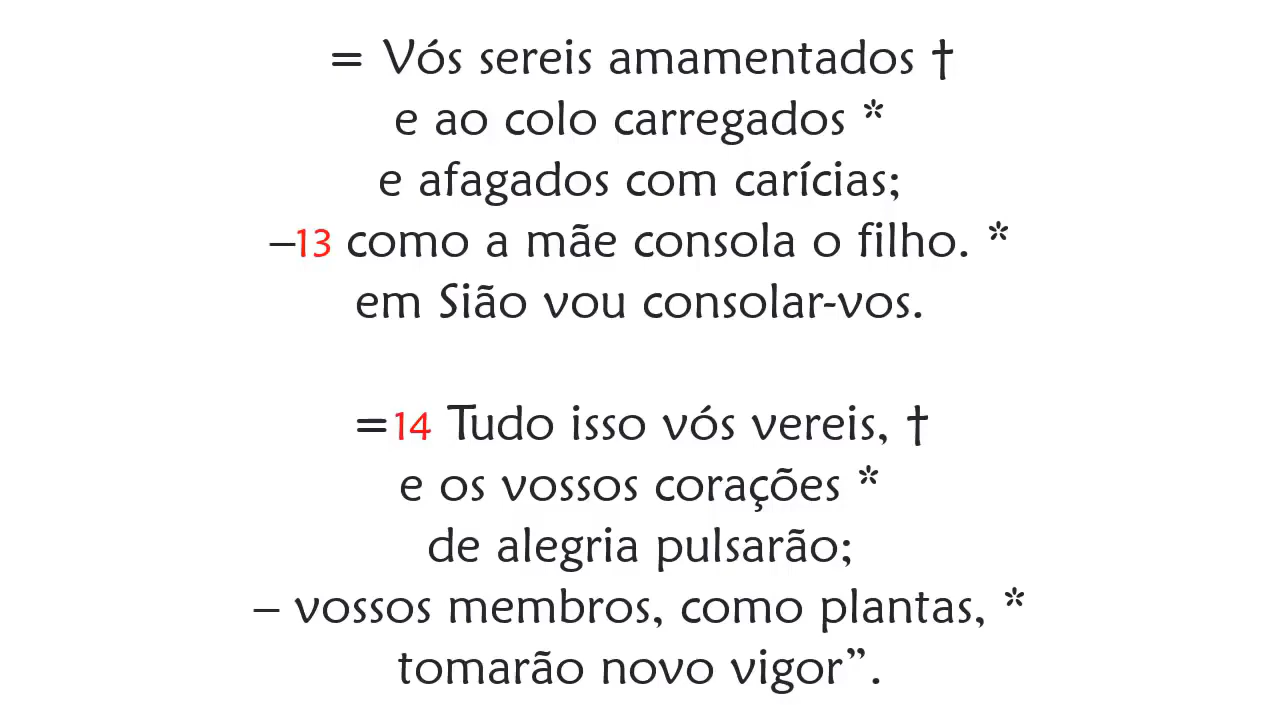 = Vós sereis amamentados †
e ao colo carregados *
e afagados com carícias;
–13 como a mãe consola o filho. *
em Sião vou consolar-vos.
=14 Tudo isso vós vereis, †
e os vossos corações *
de alegria pulsarão;
– vossos membros, como plantas, *
tomarão novo vigor”.